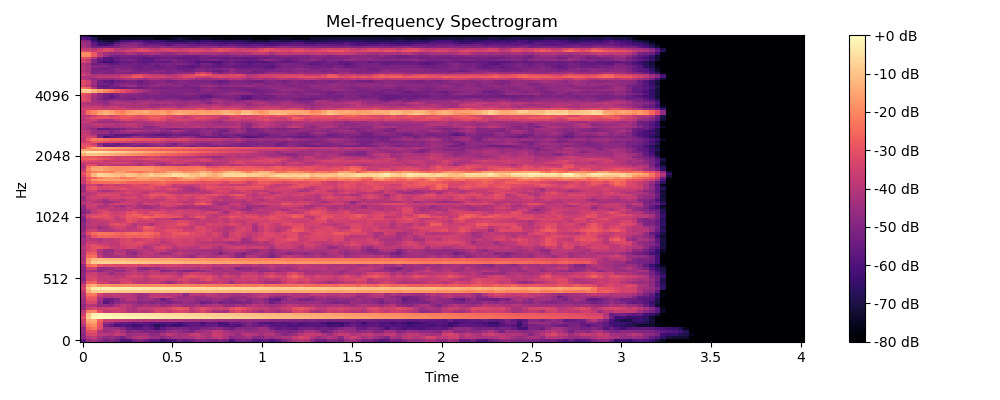 Mel-frequency Spectrogram
Hz
4096
2048
1024
512
0
0
0.5
1
1.5
2
2.5
3
3.5
4
Time
+0 dB
-10 dB
-20 dB
-30 dB
-40 dB
-50 dB
-60 dB
-70 dB
-80 dB